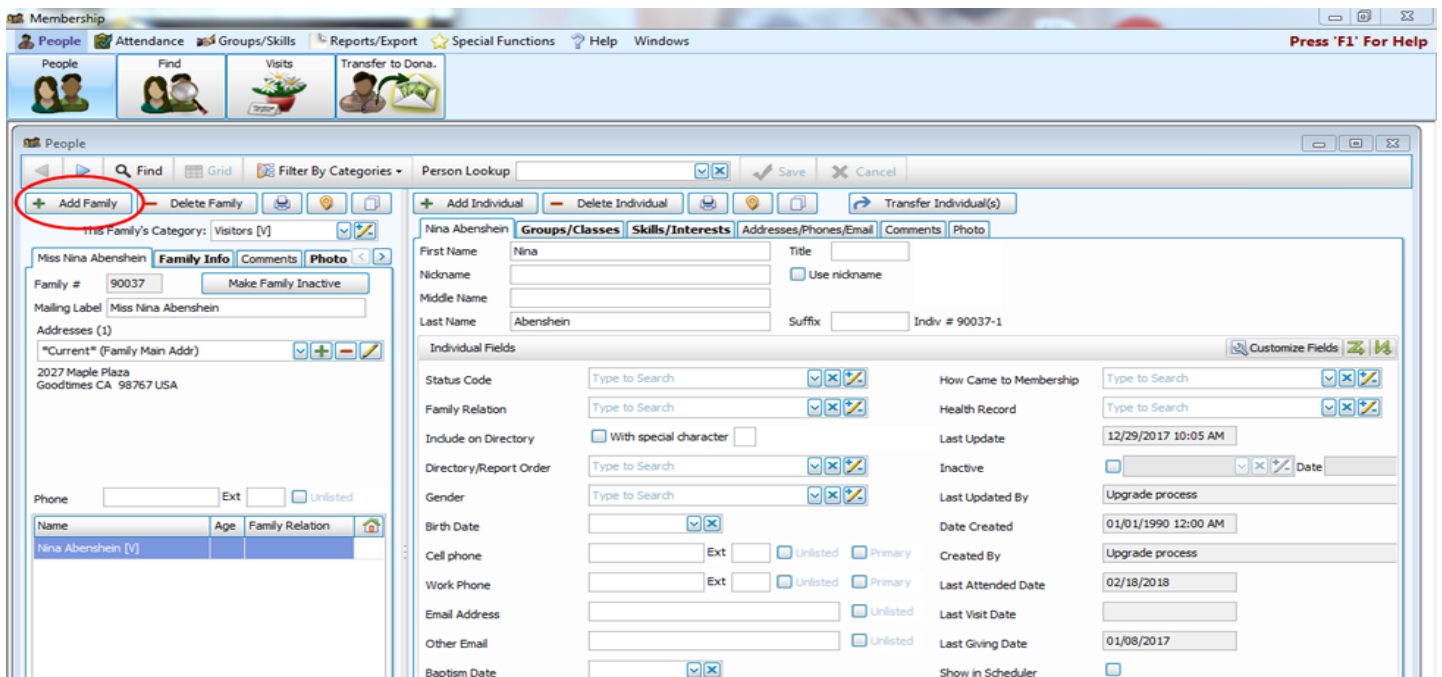 Membership
People Attendance Groups/Skills Reports/Export Special Functions Help Windows Press 'F1' For Help
People Find Visits Transfer to Dona.
People
Find Grid Filter By Categories Person Lookup Save Cancel
Add Family Delete Family Add Individual Delete Individual Transfer Individual(s)
This Family's Category: Visitors [V]
Nina Abenshein Groups/Classes Skills/Interests Addresses/Phones/Email Comments Photo
Miss Nina Abenshein Family Info Comments Photo
First Name Nina Title
Family # 90037 Make Family Inactive
Nickname Use nickname
Middle Name
Mailing Label Miss Nina Abenshein
Last Name Abenshein Suffix Indiv # 90037-1
Addresses (1)
*Current* (Family Main Addr)
Individual Fields Customize Fields
2027 Maple Plaza
Goodtimes CA 98767 USA
Status Code Type to Search How Came to Membership Type to Search
Family Relation Type to Search Health Record Type to Search
Include on Directory With special character Last Update 12/29/2017 10:05 AM
Directory/Report Order Type to Search Inactive Date
Phone Ext Unlisted
Gender Type to Search Last Updated By Upgrade process
Name Age Family Relation
Birth Date Date Created 01/01/1990 12:00 AM
Nina Abenshein [V]
Cell phone Ext Unlisted Primary Created By Upgrade process
Work Phone Ext Unlisted Primary Last Attended Date 02/18/2018
Email Address Unlisted Last Visit Date
Other Email Unlisted Last Giving Date 01/08/2017
Baptism Date Show in Scheduler